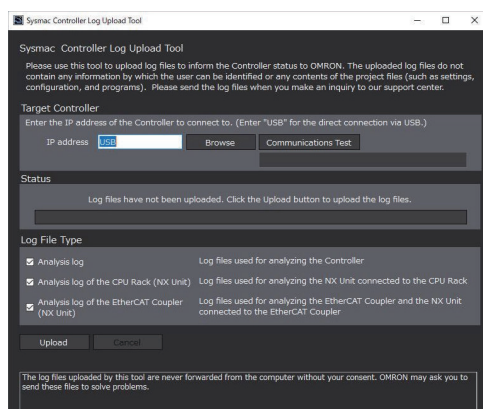 Sysmac Controller Log Upload Tool
Sysmac Controller Log Upload Tool
Please use this tool to upload log files to inform the Controller status to OMRON. The uploaded log files do not
contain any information by which the user can be identified or any contents of the project files (such as settings,
configuration, and programs). Please send the log files when you make an inquiry to our support center.
Target Controller
Enter the IP address of the Controller to connect to. (Enter "USB" for the direct connection via USB.)
IP address USB Browse Communications Test
Status
Log files have not been uploaded. Click the Upload button to upload the log files.
Log File Type
Analysis log Log files used for analyzing the Controller
Analysis log of the CPU Rack (NX Unit) Log files used for analyzing the NX Unit connected to the CPU Rack
Analysis log of the EtherCAT Coupler Log files used for analyzing the EtherCAT Coupler and the NX Unit
(NX Unit) connected to the EtherCAT Coupler
Upload Cancel
The log files uploaded by this tool are never forwarded from the computer without your consent. OMRON may ask you to
send these files to solve problems.